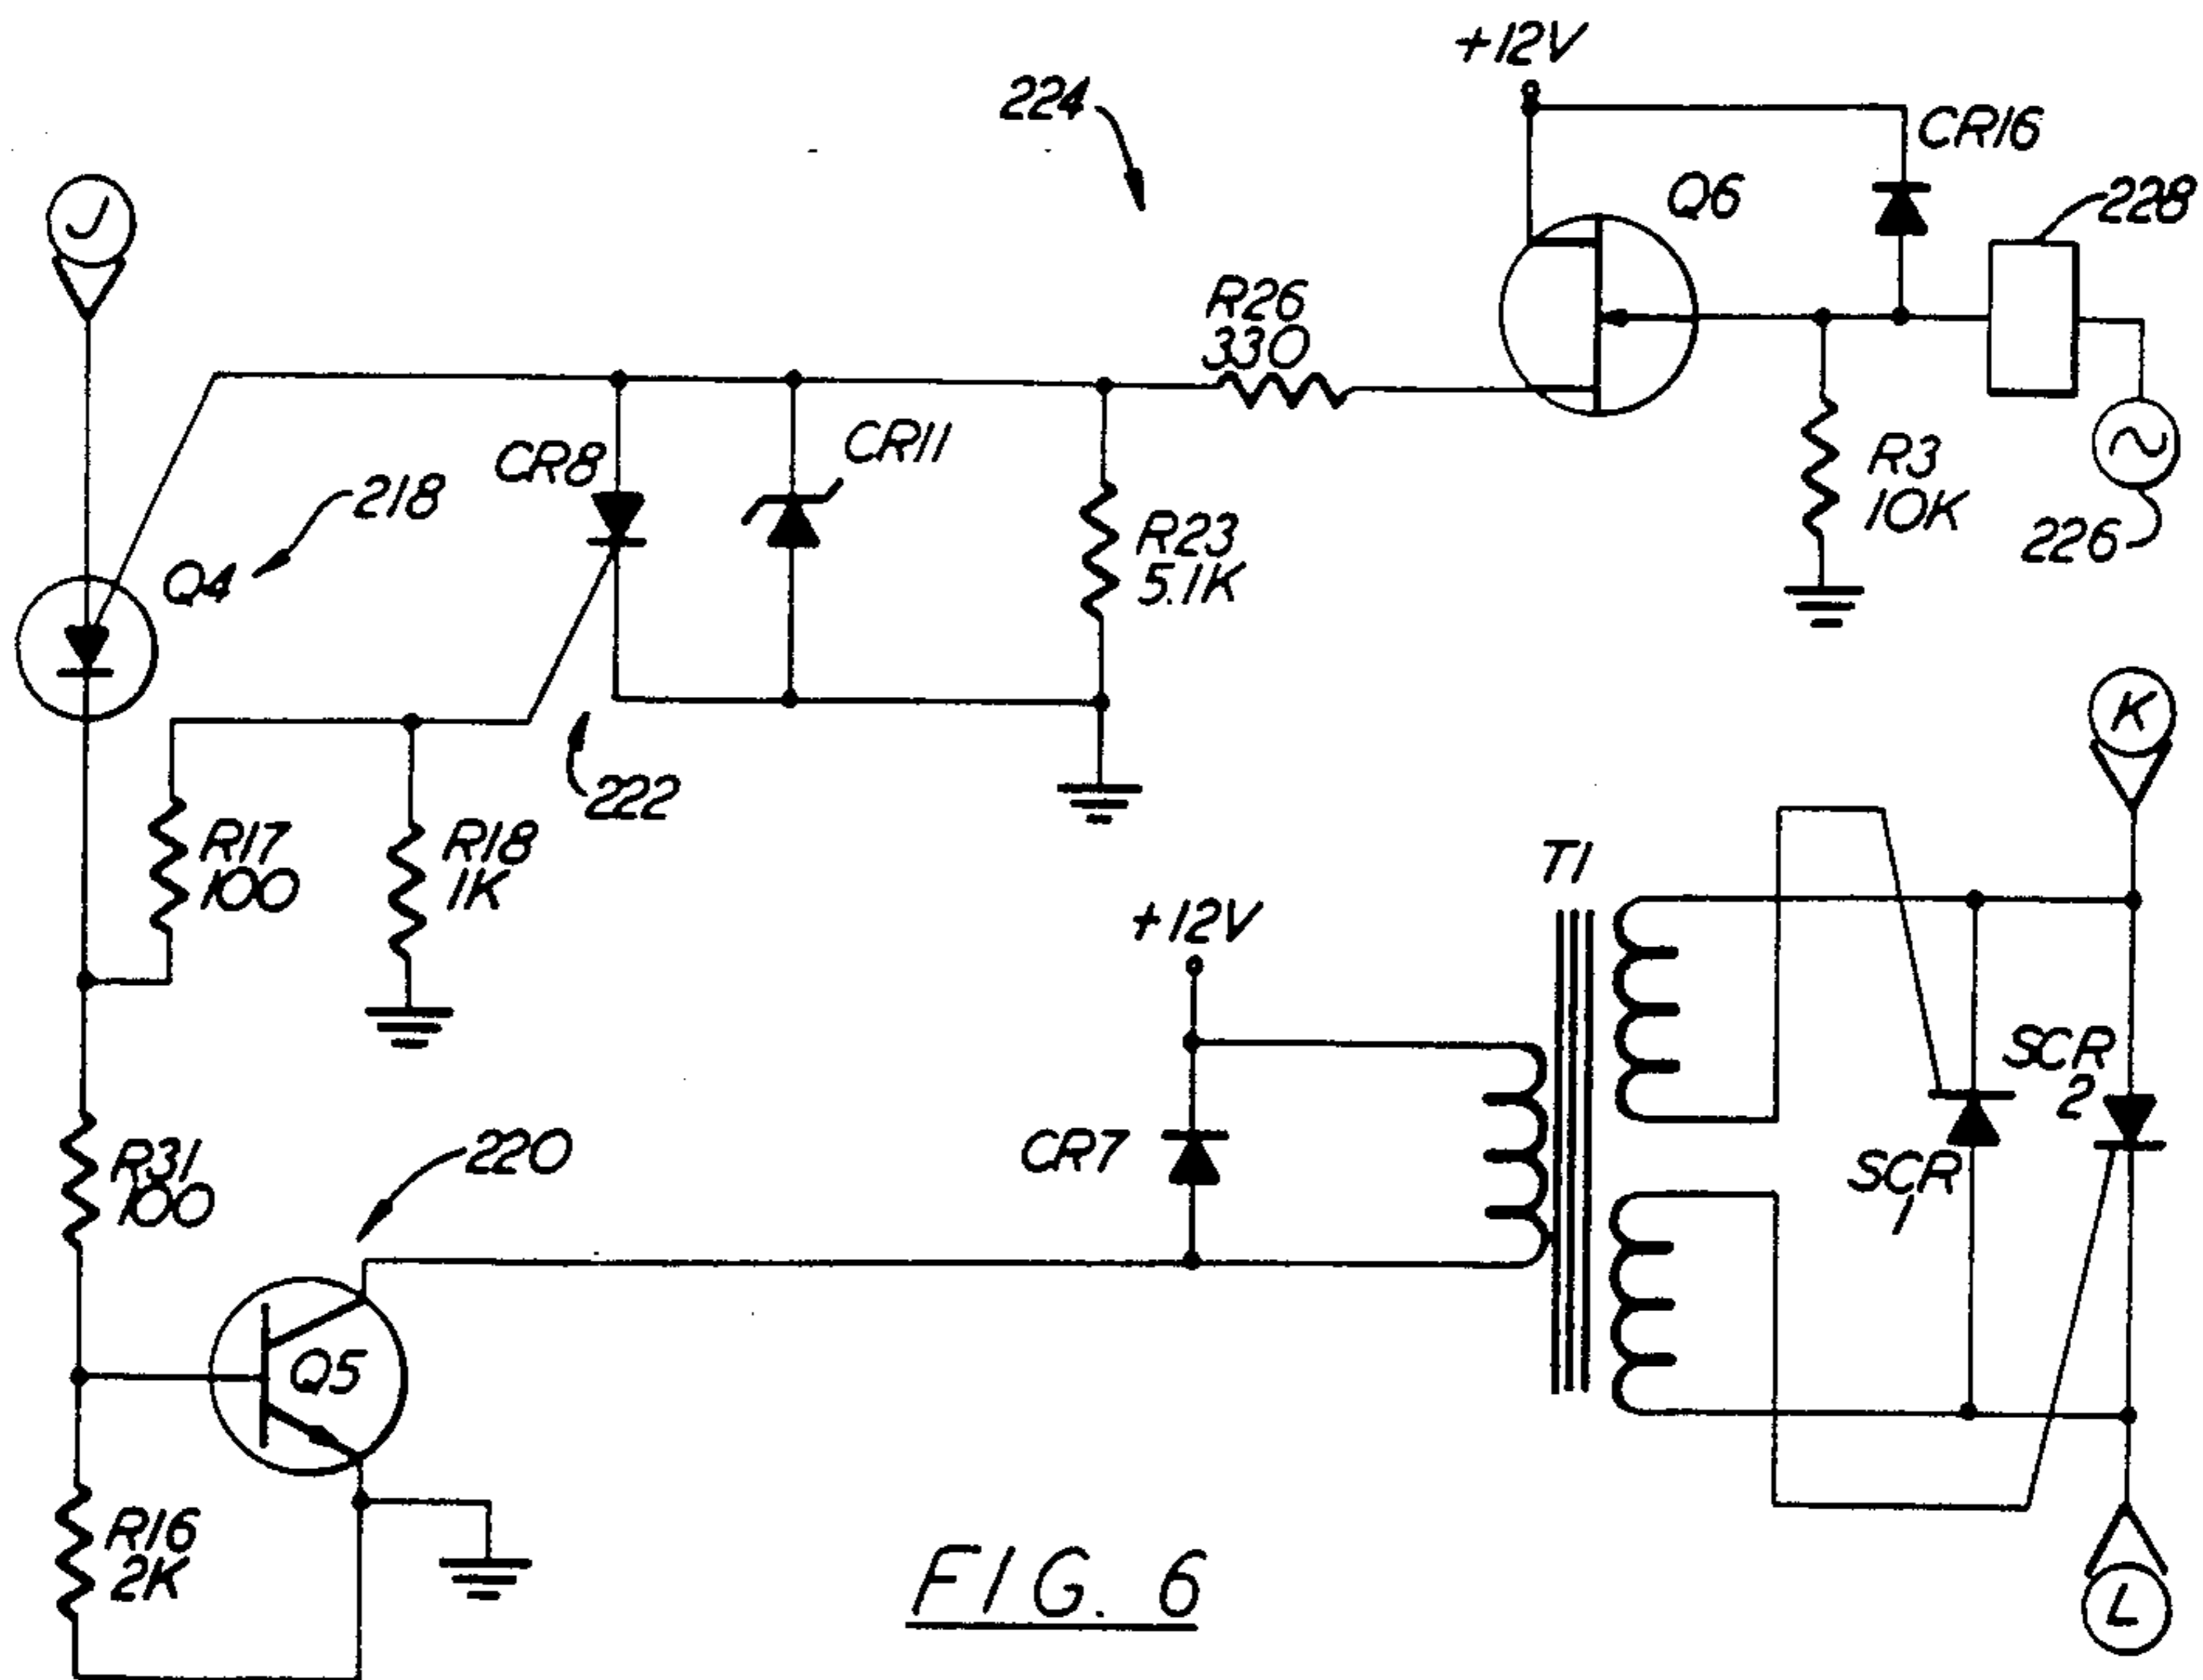 +12V
224
CR16
J
Q6
228
R26
330
CR8
CR11
218
R3
10K
R23
5.1K
226
Q4
K
222
R17
100
R18
1K
T1
+12V
SCR
2
R31
100
220
CR7
SCR
1
Q5
R16
2K
FIG. 6
L